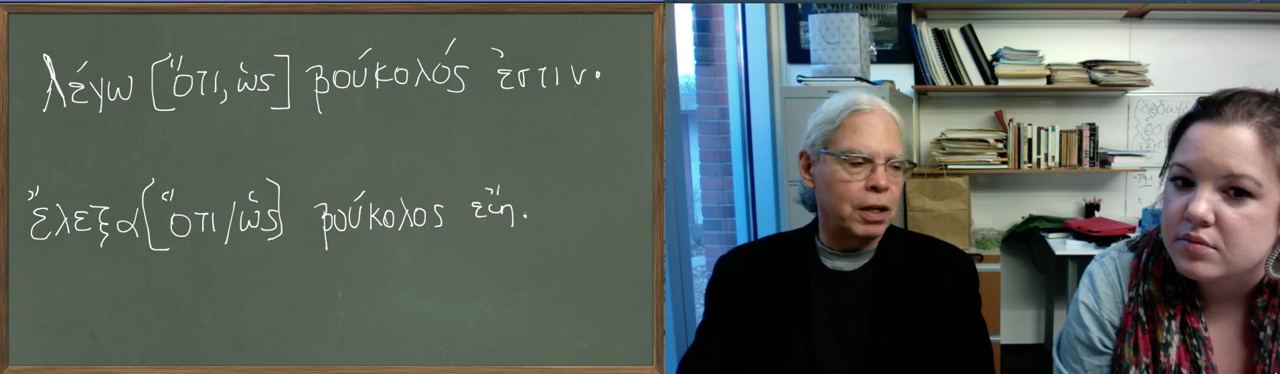 λέγω [ὅτι, ὡς] βούκολός ἐστιν.
ἔλεξα [ὅτι/ὡς] βούκολος εἴη.